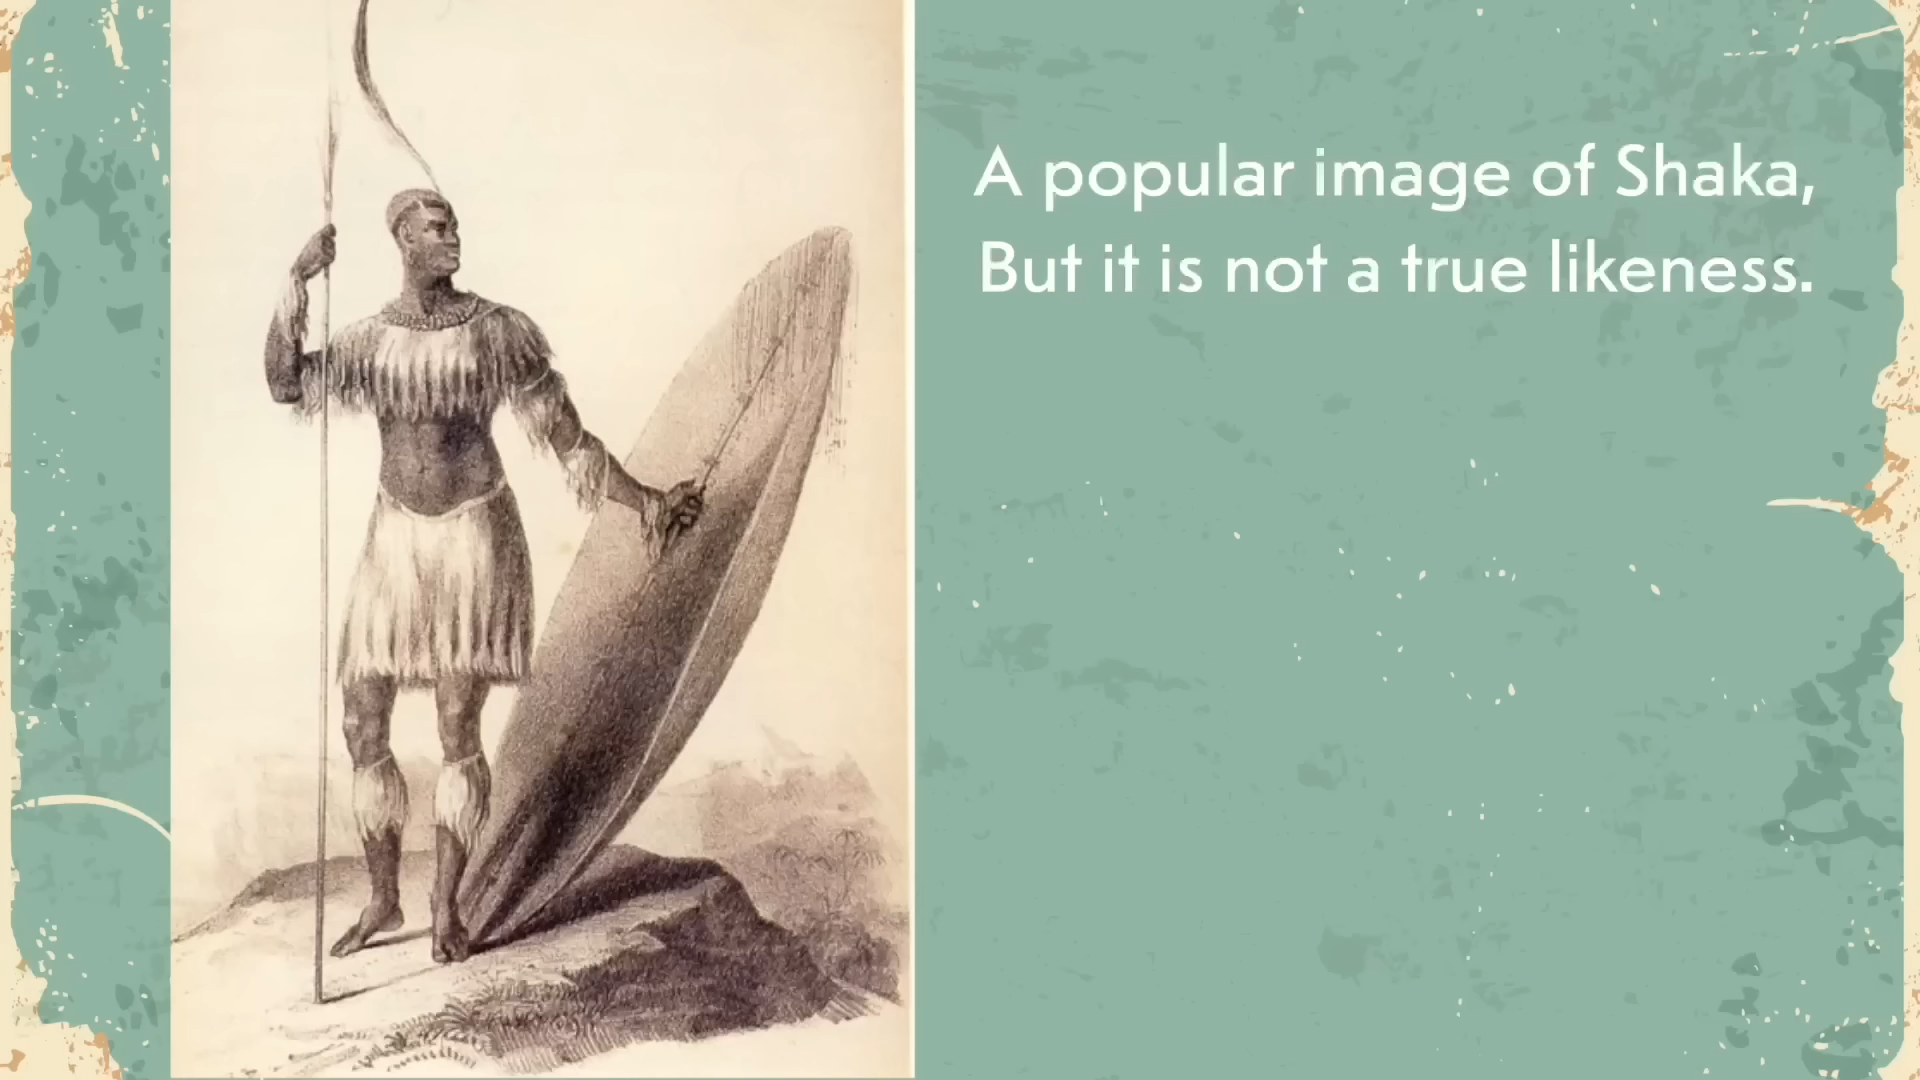 A popular image of Shaka,
But it is not a true likeness.